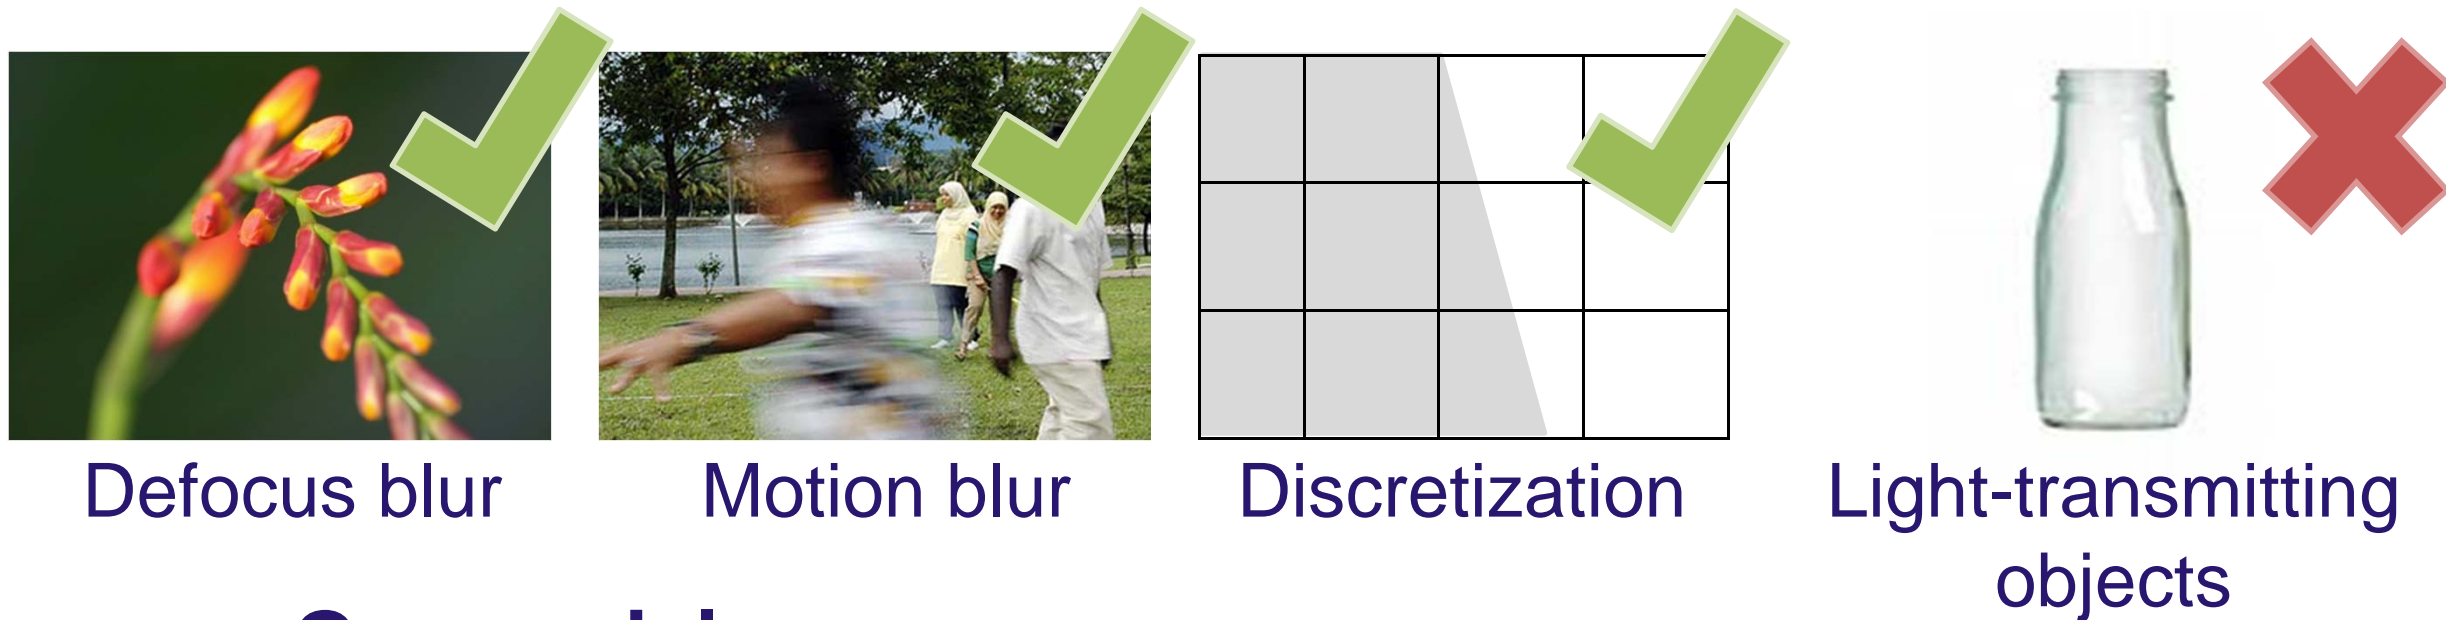 Defocus blur
Motion blur
Discretization
Light-transmitting
objects